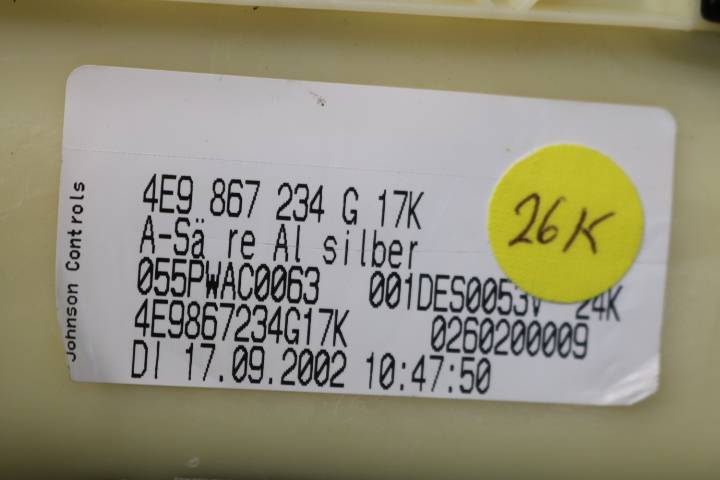 Johnson Controls
4E9 867 234 G 17K
A-Sä re Al silber
055PWAC0063 001DES0053V 24K
4E9867234G17K 0260200009
DI 17.09.2002 10:47:50
26K